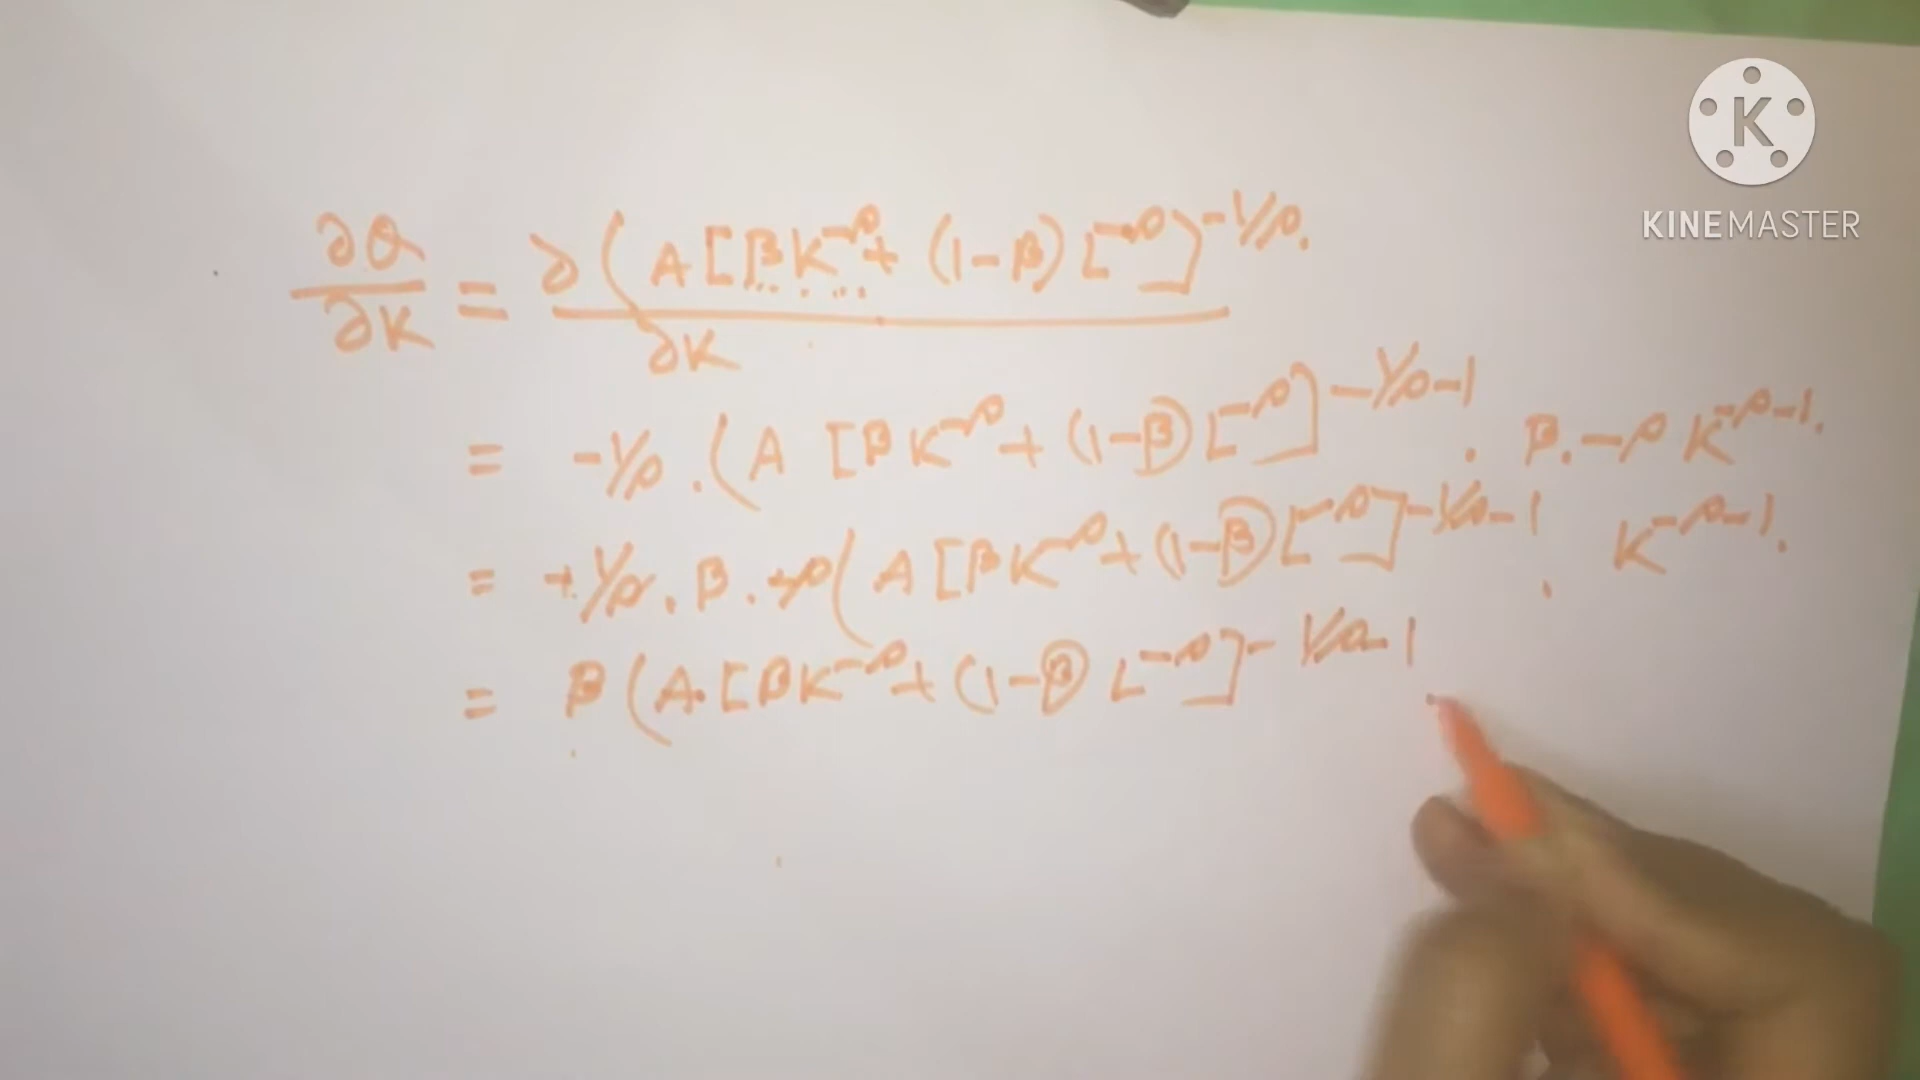 K
KINEMASTER
∂Q/∂K = ∂(A[βK^-ρ + (1-β)L^-ρ]^-1/ρ. / ∂K
= -1/ρ . (A [βK^-ρ + (1-β)L^-ρ]^-1/ρ-1 . β.-ρ K^-ρ-1.
= +1/ρ . β . +ρ(A[βK^-ρ + (1-β)L^-ρ]^-1/ρ-1 . K^-ρ-1.
= β(A.[βK^-ρ + (1-β)L^-ρ]^-1/ρ-1 .